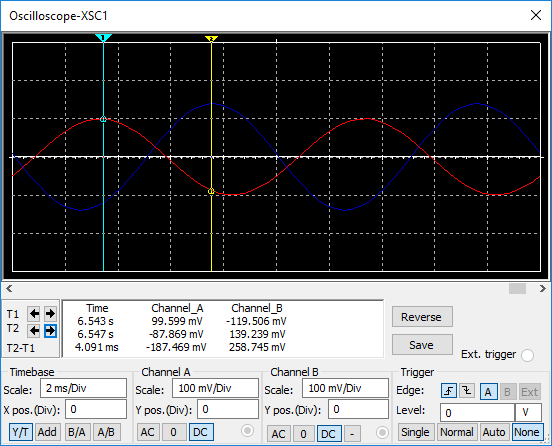 Oscilloscope-XSC1
1 2
T1
T2
T2-T1
Time Channel_A Channel_B
6.543 s 99.599 mV -119.506 mV
6.547 s -87.869 mV 139.239 mV
4.091 ms -187.469 mV 258.745 mV
Reverse
Save
Ext. trigger
Timebase
Scale: 2 ms/Div
X pos.(Div): 0
Y/T Add B/A A/B
Channel A
Scale: 100 mV/Div
Y pos.(Div): 0
AC 0 DC
Channel B
Scale: 100 mV/Div
Y pos.(Div): 0
AC 0 DC -
Trigger
Edge: A B Ext
Level: 0 V
Single Normal Auto None